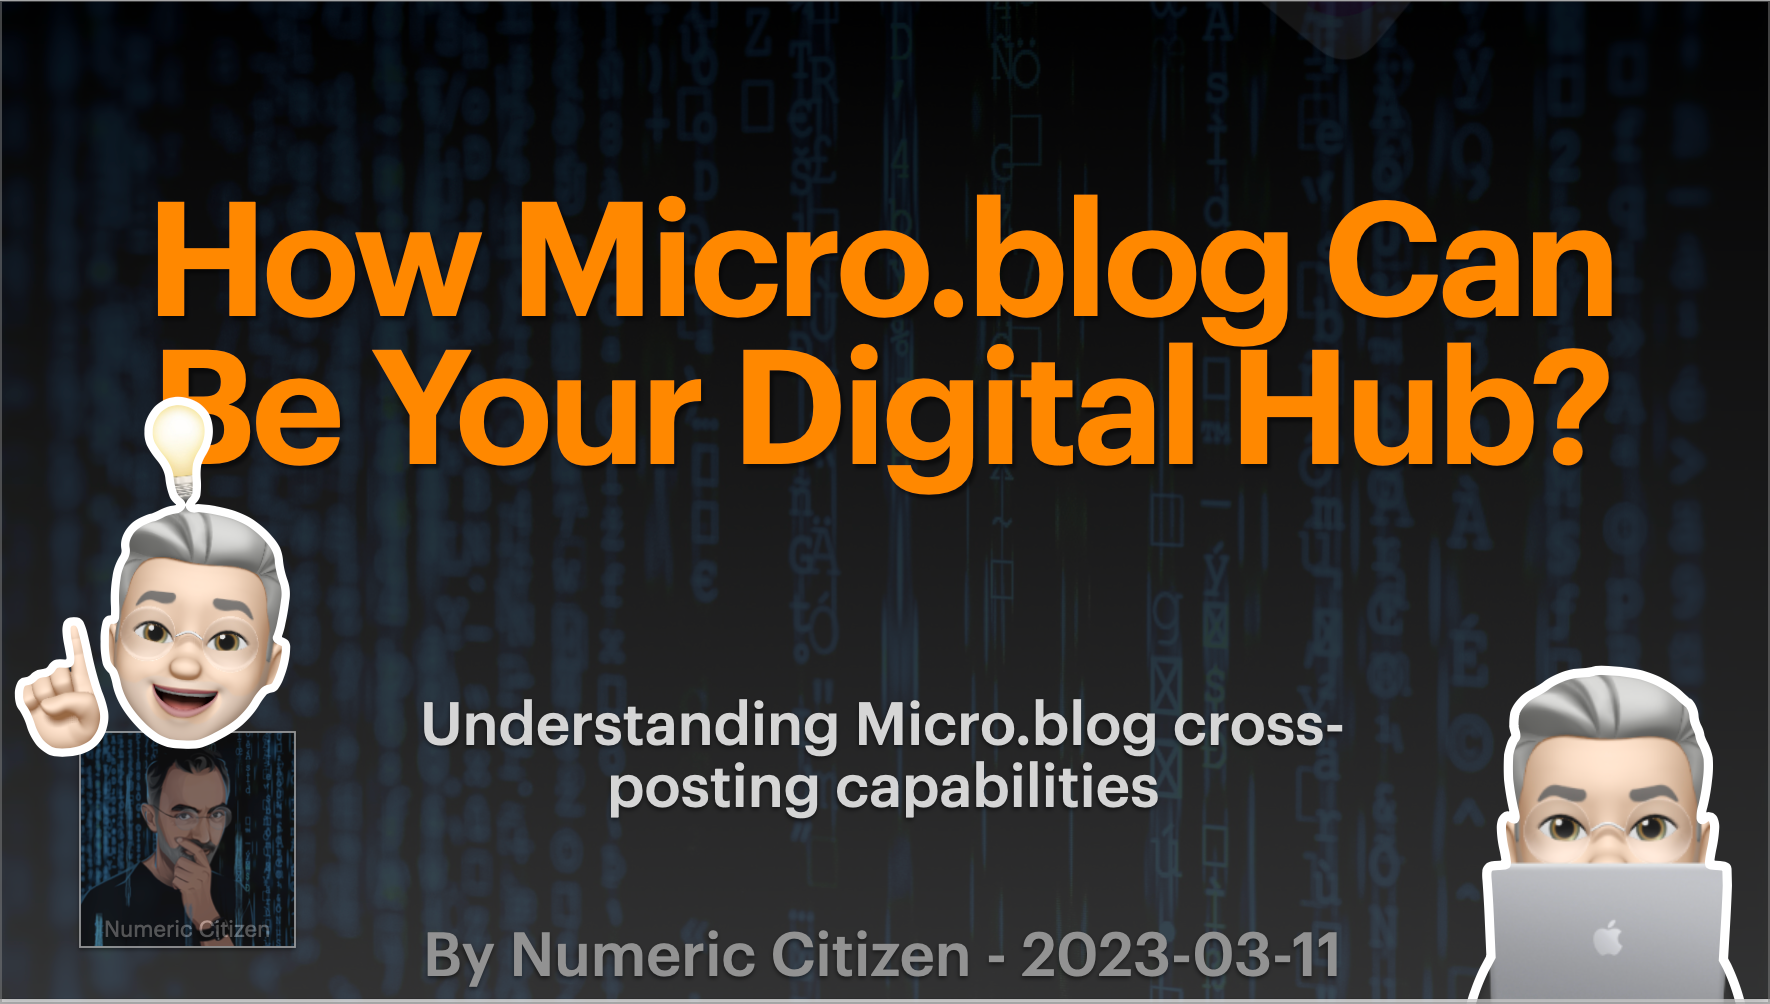 How Micro.blog Can
Be Your Digital Hub?
Understanding Micro.blog cross-
posting capabilities
Numeric Citizen
By Numeric Citizen - 2023-03-11